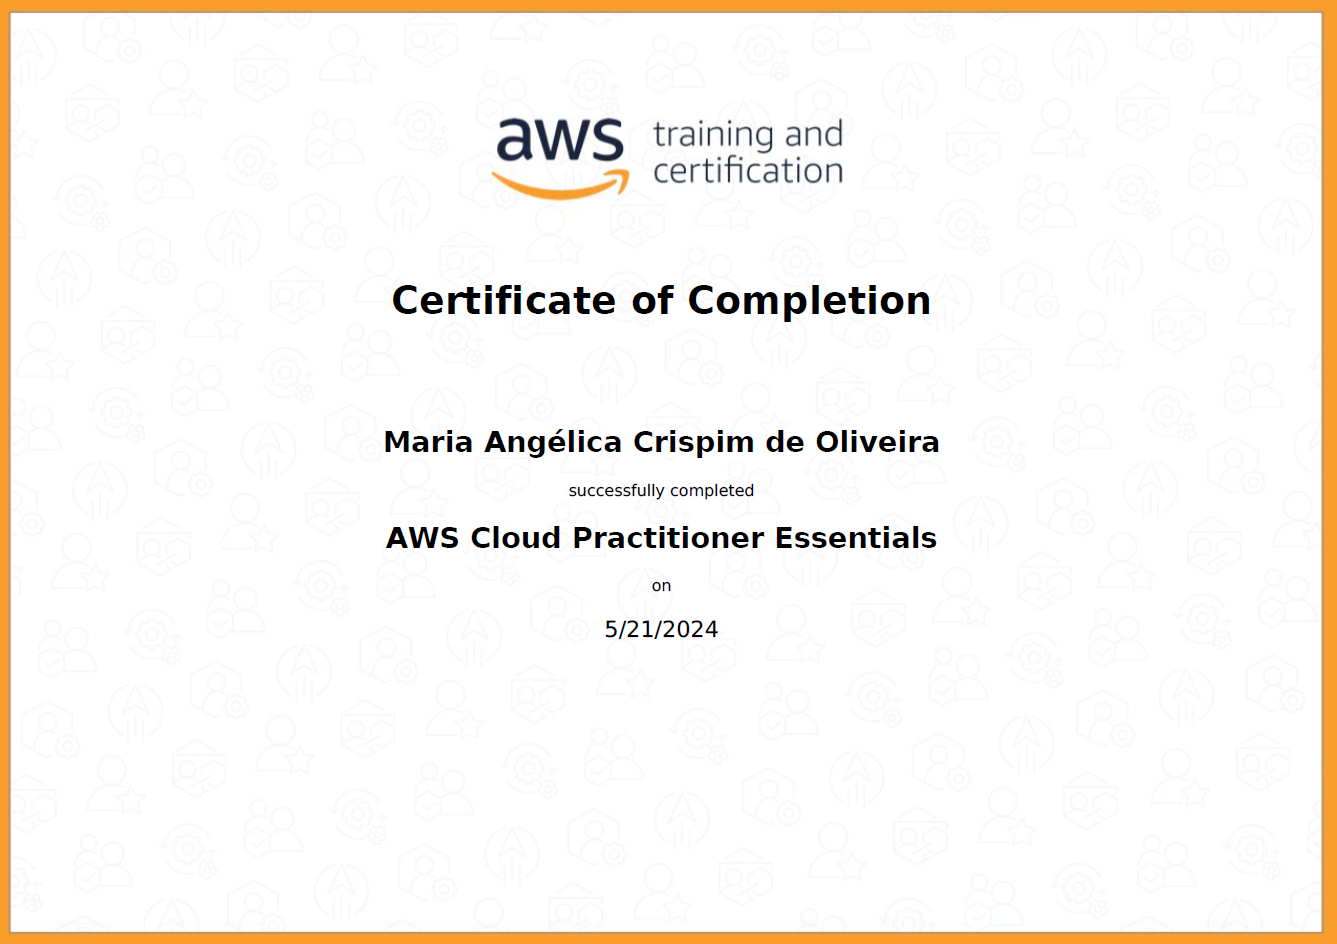 aws training and
certification
Certificate of Completion
Maria Angélica Crispim de Oliveira
successfully completed
AWS Cloud Practitioner Essentials
on
5/21/2024